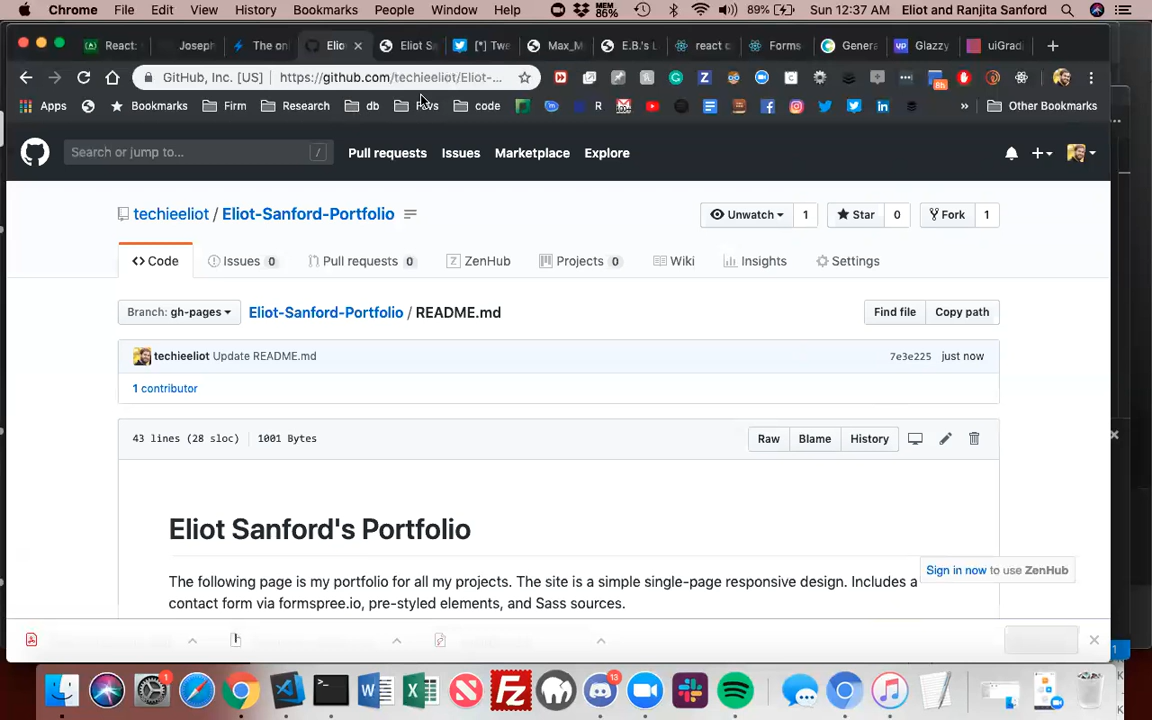 Chrome File Edit View History Bookmarks People Window Help MEM 86% 89% Sun 12:37 AM Eliot and Ranjita Sanford
React: Joseph The on Elio Eliot Sa [*] Twe Max_M E.B.'s L react c Forms Genera Glazzy uiGradi
GitHub, Inc. [US] https://github.com/techieeliot/Eliot-...
Apps Bookmarks Firm Research db code R Other Bookmarks
Search or jump to... / Pull requests Issues Marketplace Explore
techieeliot / Eliot-Sanford-Portfolio Unwatch 1 Star 0 Fork 1
Code Issues 0 Pull requests 0 ZenHub Projects 0 Wiki Insights Settings
Branch: gh-pages Eliot-Sanford-Portfolio / README.md Find file Copy path
techieeliot Update README.md 7e3e225 just now
1 contributor
43 lines (28 sloc) 1001 Bytes Raw Blame History
Eliot Sanford's Portfolio
Sign in now to use ZenHub
The following page is my portfolio for all my projects. The site is a simple single-page responsive design. Includes a
contact form via formspree.io, pre-styled elements, and Sass sources.